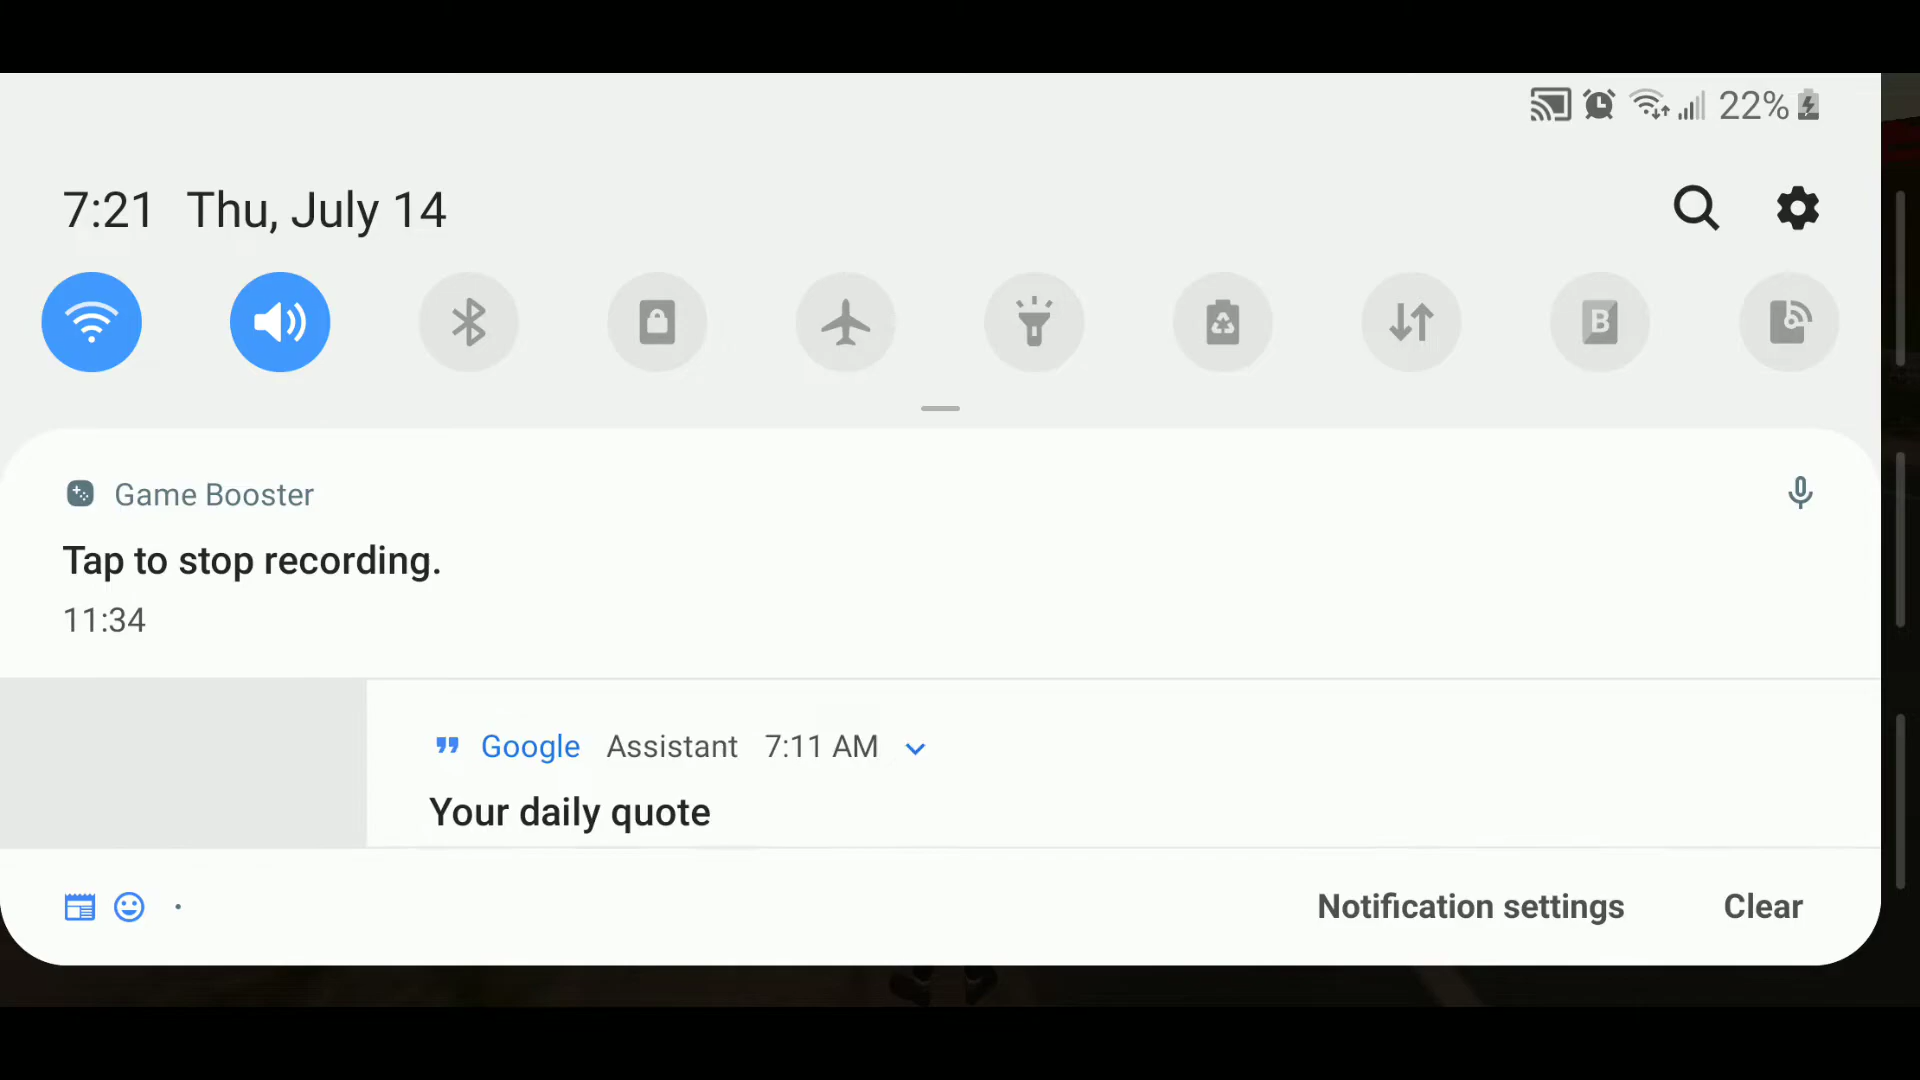 22%
7:21 Thu, July 14
B
Game Booster
Tap to stop recording.
11:34
Google Assistant 7:11 AM
Your daily quote
Notification settings Clear